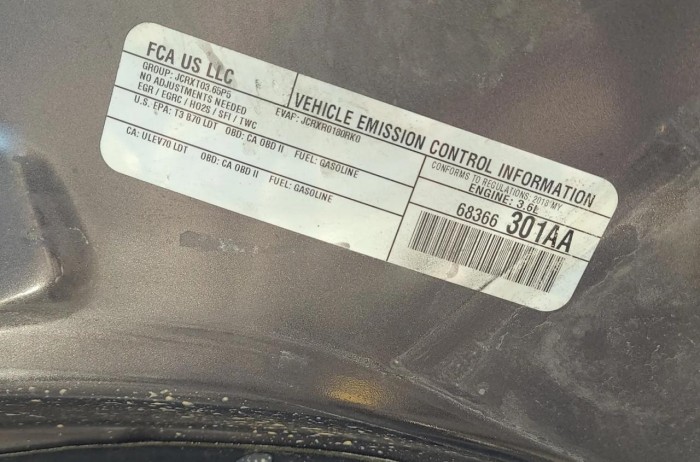 FCA US LLC
GROUP: JCRXT03.65P5
NO ADJUSTMENTS NEEDED
EGR / EGRC / HO2S / SFI / TWC
EVAP: JCRXR0180RK0
U.S. EPA: T3 B70 LDT OBD: CA OBD II FUEL: GASOLINE
CA: ULEV70 LDT OBD: CA OBD II FUEL: GASOLINE
VEHICLE EMISSION CONTROL INFORMATION
CONFORMS TO REGULATIONS, 2018 MY
ENGINE: 3.6L
68366 301AA